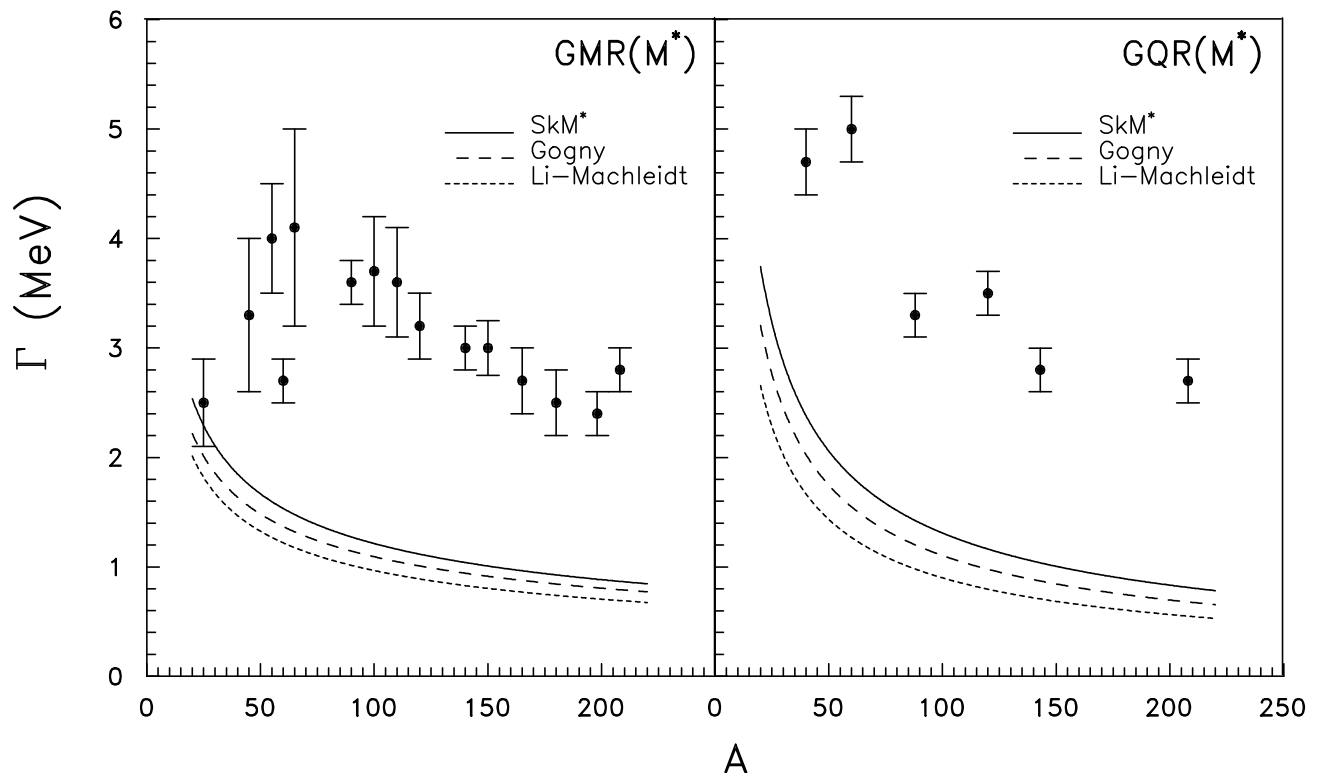 GMR(M*)
GQR(M*)
SkM*
Gogny
Li-Machleidt
SkM*
Gogny
Li-Machleidt
Γ (MeV)
6
5
4
3
2
1
0
0 50 100 150 200
0 50 100 150 200 250
A